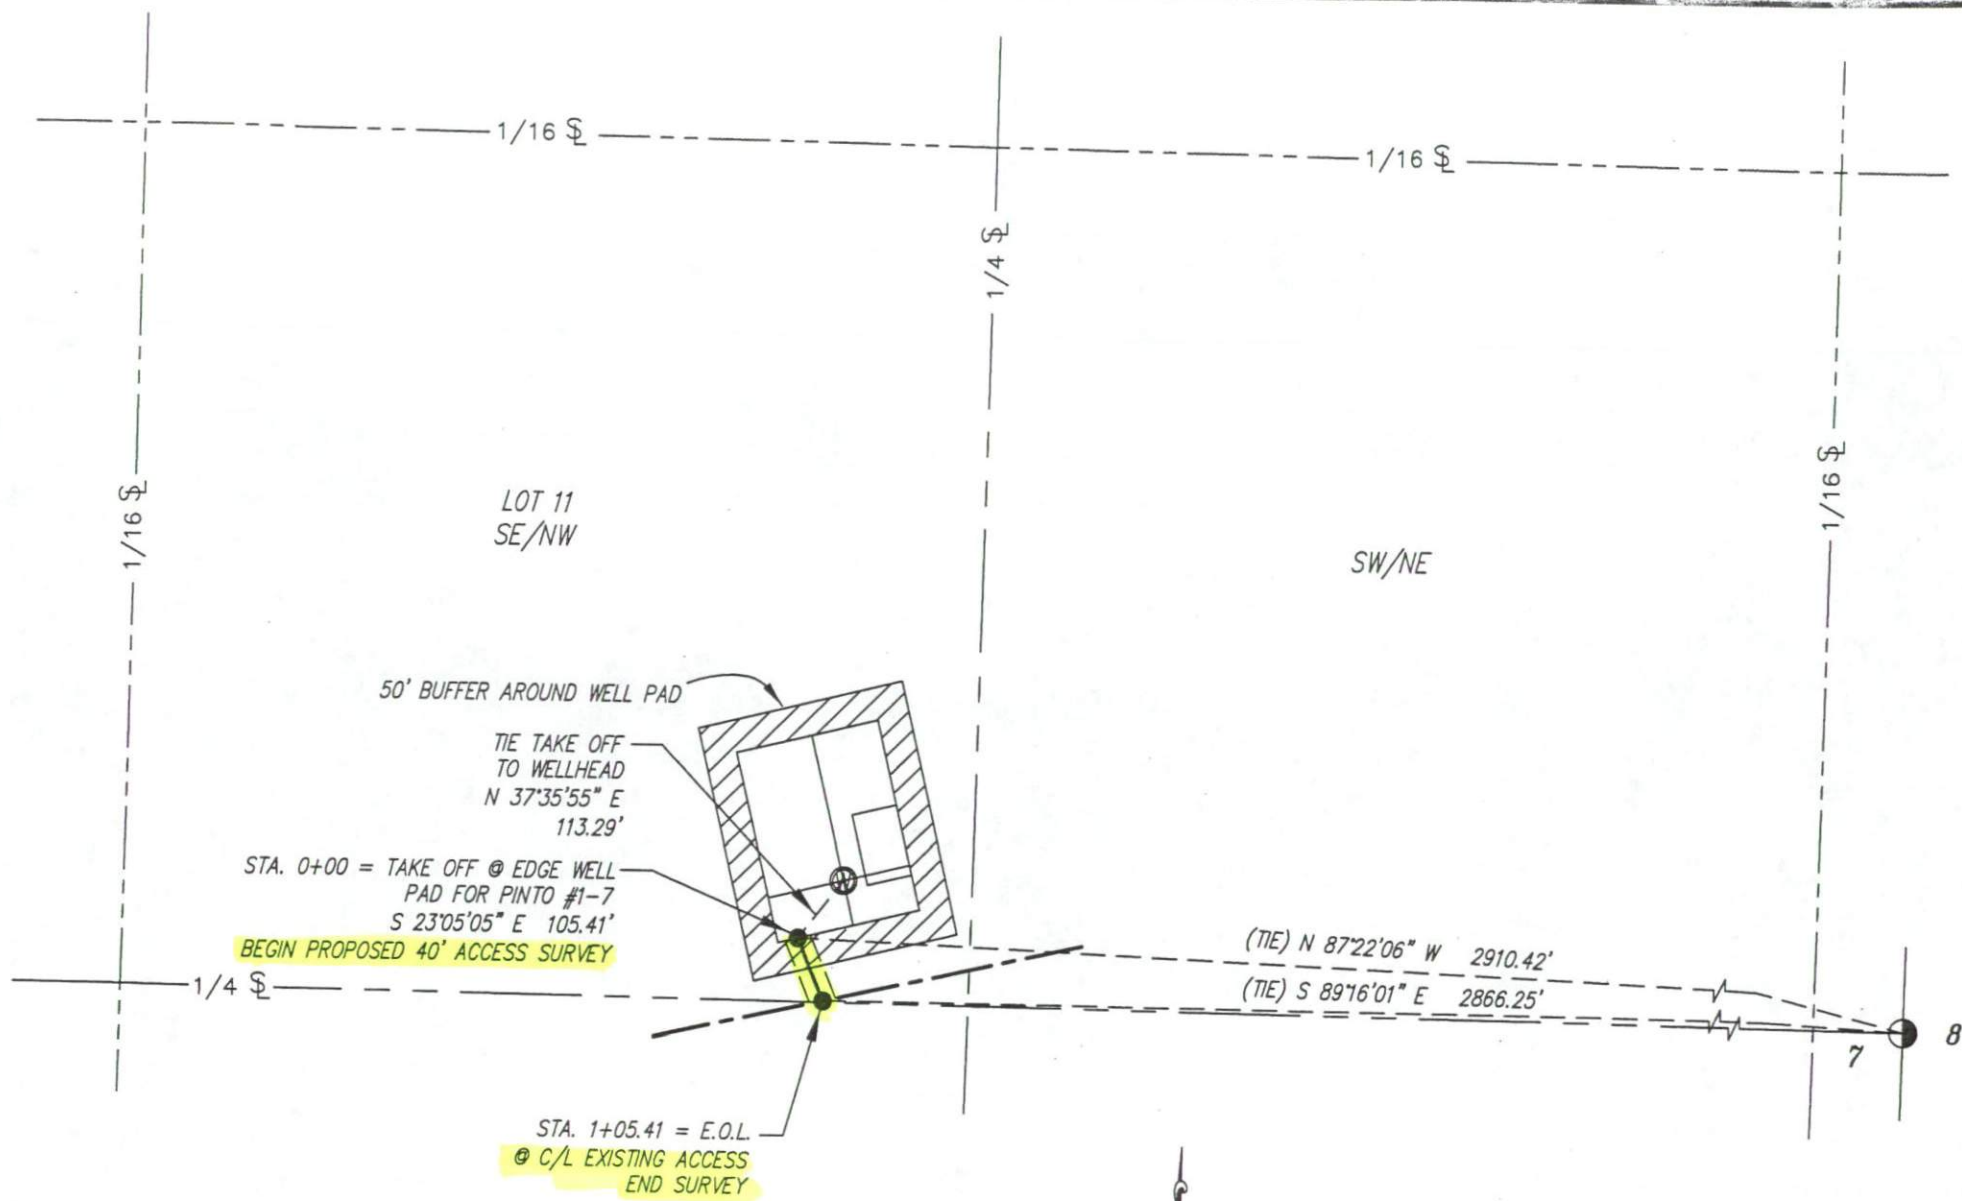 1/16 ⅊
1/16 ⅊
1/4 ⅊
1/16 ⅊
1/16 ⅊
LOT 11
SE/NW
SW/NE
50' BUFFER AROUND WELL PAD
TIE TAKE OFF
TO WELLHEAD
N 37°35'55" E
113.29'
STA. 0+00 = TAKE OFF @ EDGE WELL
PAD FOR PINTO #1-7
S 23°05'05" E 105.41'
BEGIN PROPOSED 40' ACCESS SURVEY
W
(TIE) N 87°22'06" W 2910.42'
(TIE) S 89°16'01" E 2866.25'
1/4 ⅊
7
8
STA. 1+05.41 = E.O.L.
@ C/L EXISTING ACCESS
END SURVEY